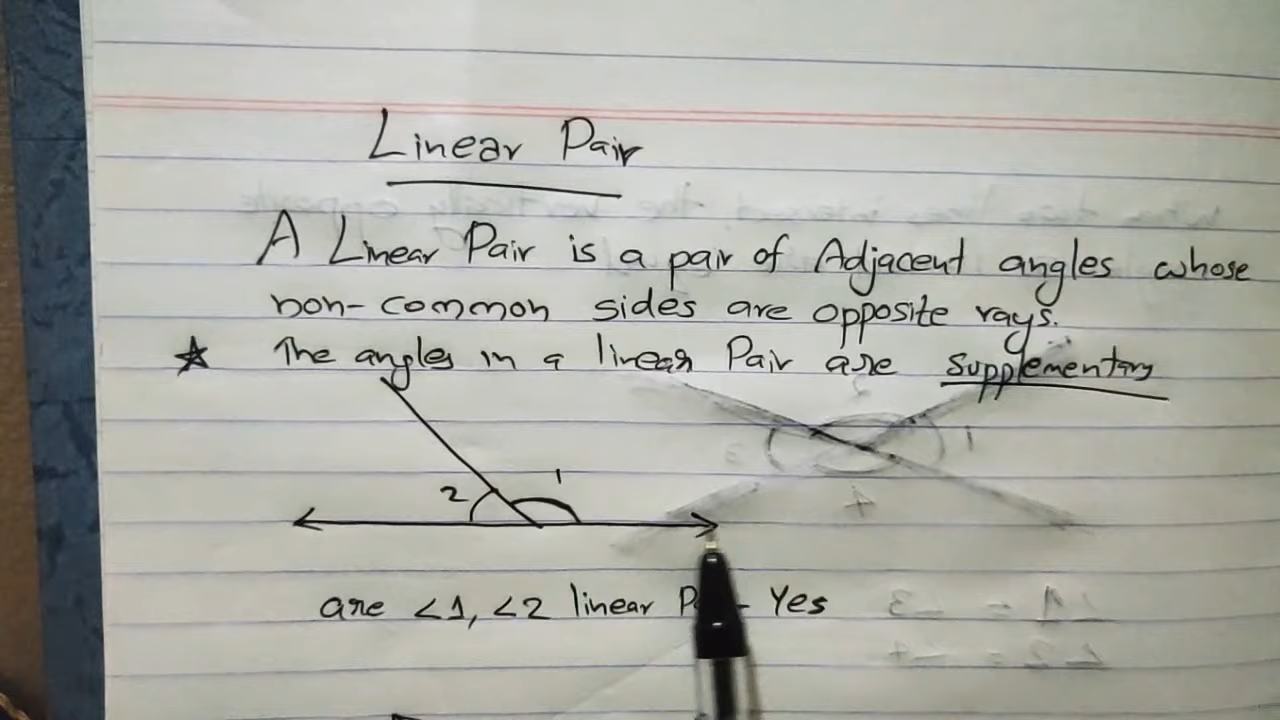 Linear Pair
A Linear Pair is a pair of Adjacent angles whose
non-common sides are opposite rays.
☆ The angles in a linear Pair are supplementary
1
2
are ∠1, ∠2 linear Yes